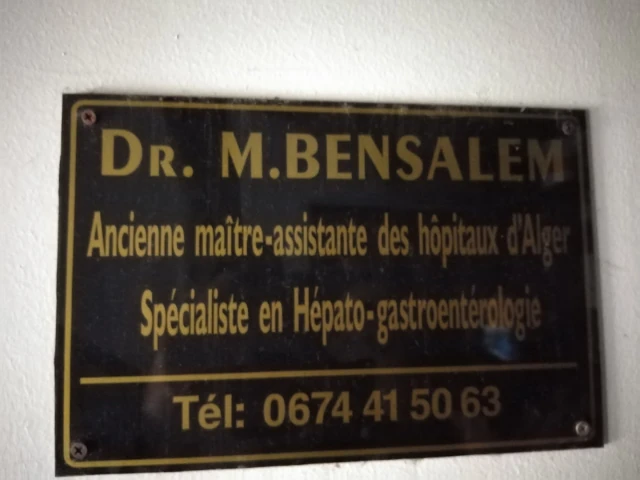 DR. M.BENSALEM
Ancienne maître-assistante des hôpitaux d'Alger
Spécialiste en Hépato-gastroentérologie
Tél: 0674 41 50 63